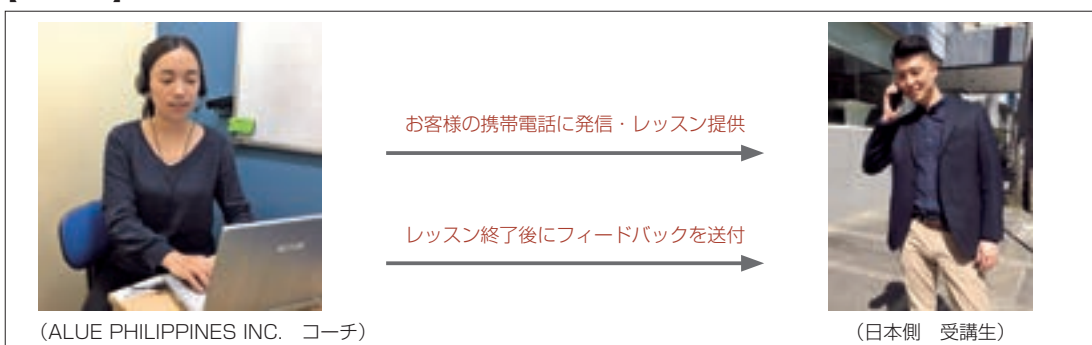 お客様の携帯電話に発信・レッスン提供
レッスン終了後にフィードバックを送付
（ALUE PHILIPPINES INC.　コーチ）
（日本側　受講生）